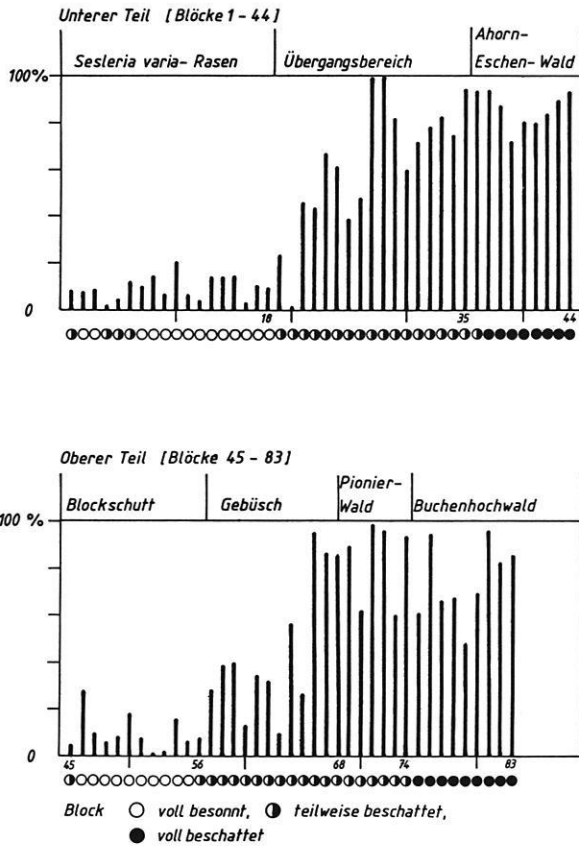 Unterer Teil [Blöcke 1 - 44]
Sesleria varia- Rasen
Übergangsbereich
Ahorn-
Eschen- Wald
100%
0
18
35
44
Oberer Teil [Blöcke 45 - 83]
Blockschutt
Gebüsch
Pionier-
Wald
Buchenhochwald
100 %
0
45
56
68
74
83
Block voll besonnt, teilweise beschattet,
voll beschattet